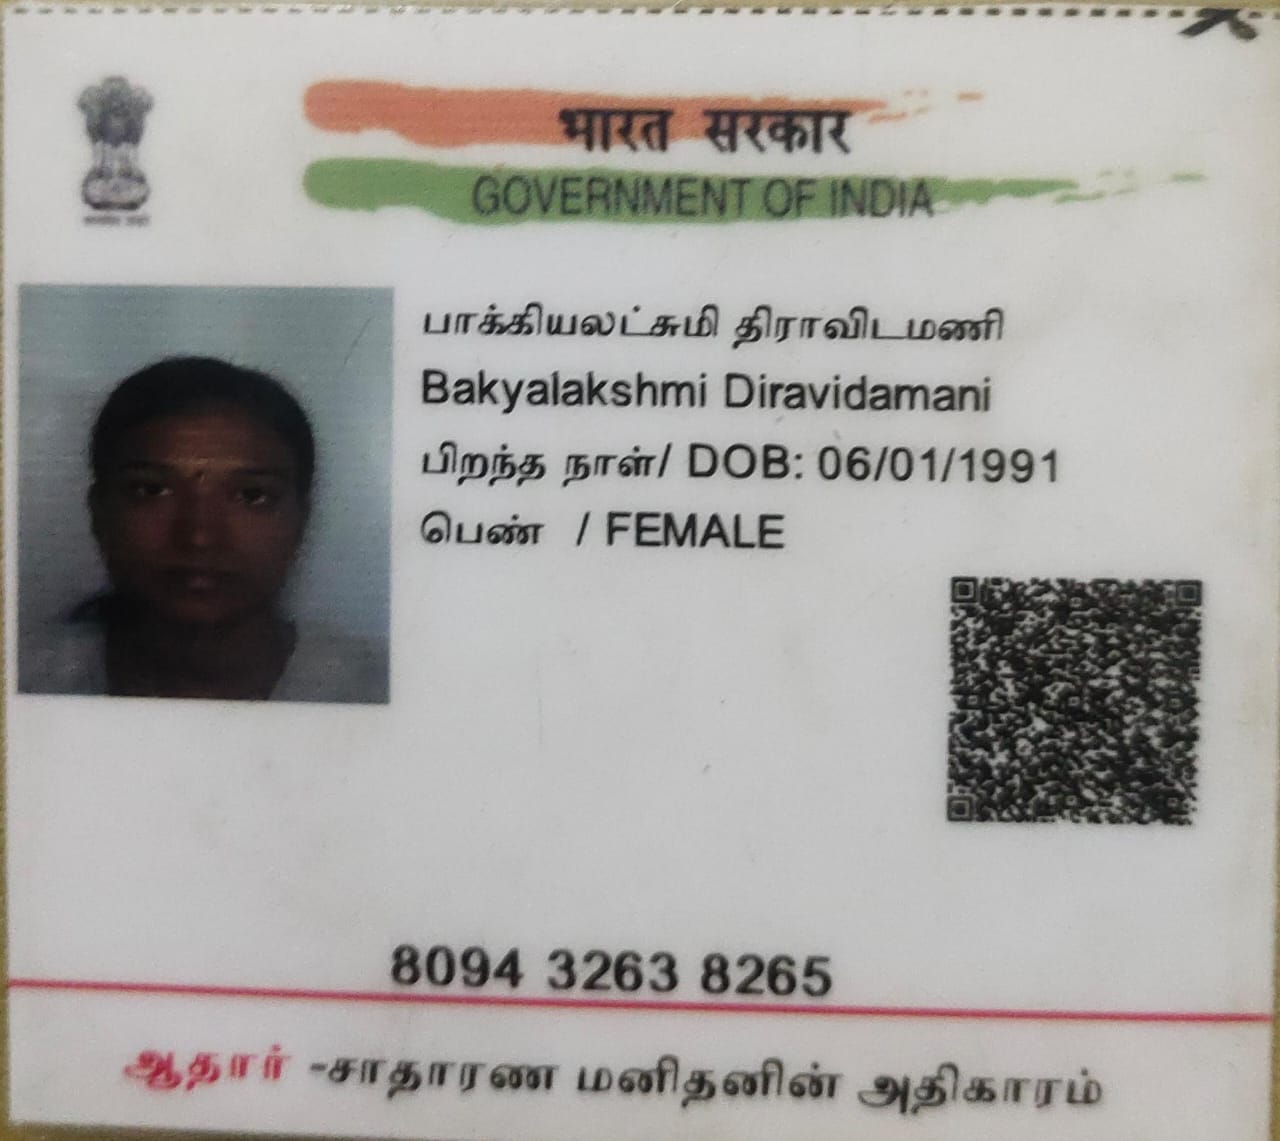 भारत सरकार
GOVERNMENT OF INDIA
பாக்கியலட்சுமி திராவிடமணி
Bakyalakshmi Diravidamani
பிறந்த நாள்/ DOB: 06/01/1991
பெண் / FEMALE
8094 3263 8265
ஆதார் -சாதாரண மனிதனின் அதிகாரம்